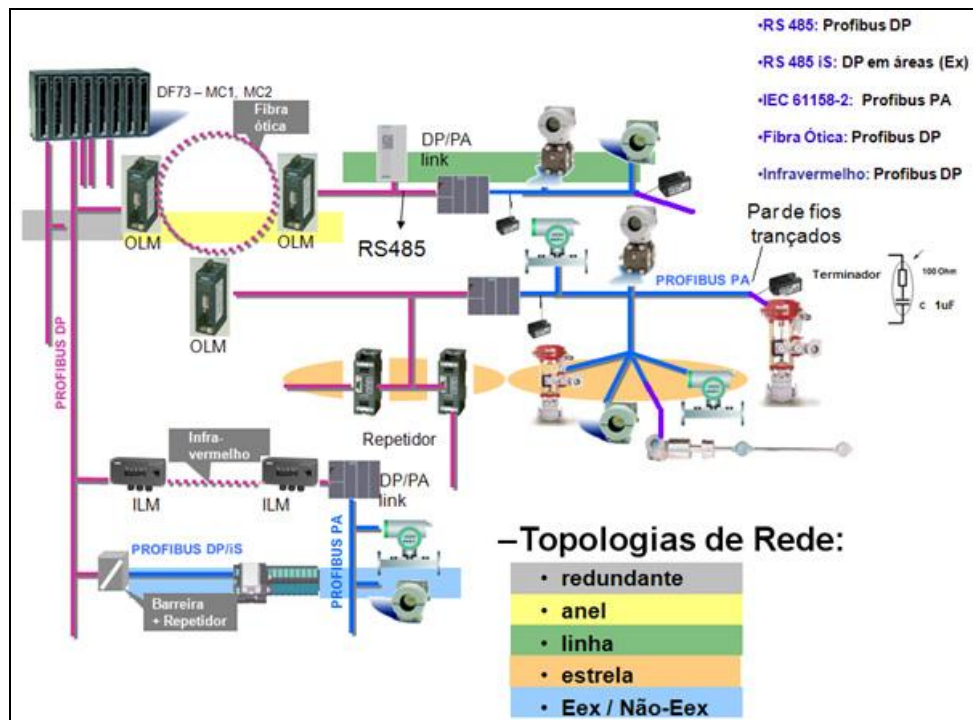 •RS 485: Profibus DP
•RS 485 iS: DP em áreas (Ex)
•IEC 61158-2: Profibus PA
•Fibra Ótica: Profibus DP
•Infravermelho: Profibus DP
DF73 – MC1, MC2
Fibra
ótica
DP/PA
link
OLM
OLM
RS485
Par de fios
trançados
PROFIBUS PA
Terminador
100 Ohm
C 1uF
OLM
PROFIBUS DP
Repetidor
Infra-
vermelho
ILM
ILM
DP/PA
link
PROFIBUS DP/iS
PROFIBUS PA
Barreira
+ Repetidor
–Topologias de Rede:
• redundante
• anel
• linha
• estrela
• Eex / Não-Eex